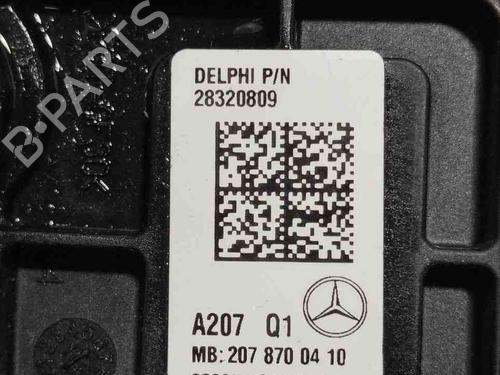 B-PARTS
DELPHI P/N
28320809
A207 Q1
MB: 207 870 04 10